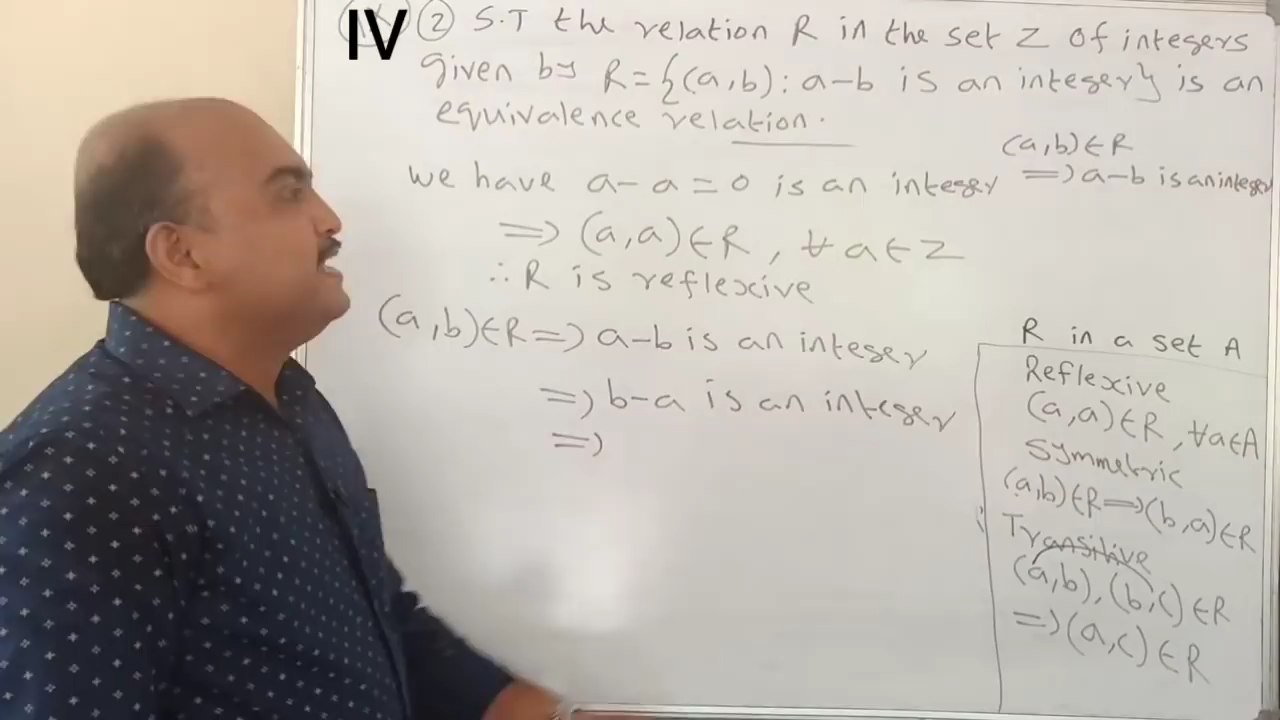 IV ② S.T the relation R in the set Z of integers
given by R={(a,b): a-b is an integer} is an
equivalence relation.
(a,b)∈R
=> a-b is an integer
we have a-a=0 is an integer
=> (a,a)∈R, ∀ a∈Z
∴ R is reflexive
(a,b)∈R => a-b is an integer
=> b-a is an integer
=>
R in a set A
Reflexive
(a,a)∈R, ∀a∈A
Symmetric
(a,b)∈R=>(b,a)∈R
Transitive
(a,b),(b,c)∈R
=>(a,c)∈R